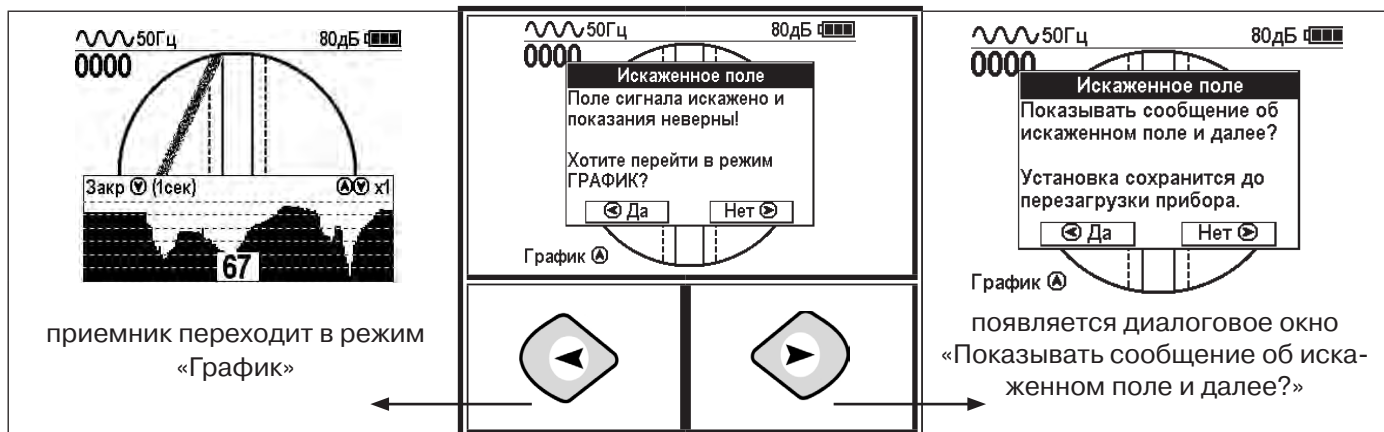 50Гц 80дБ
0000
Закр (1сек) x1
67
приемник переходит в режим
«График»
50Гц 80дБ
0000
Искаженное поле
Поле сигнала искажено и
показания неверны!
Хотите перейти в режим
ГРАФИК?
Да Нет
График
50Гц 80дБ
0000
Искаженное поле
Показывать сообщение об
искаженном поле и далее?
Установка сохранится до
перезагрузки прибора.
Да Нет
График
появляется диалоговое окно
«Показывать сообщение об иска-
женном поле и далее?»